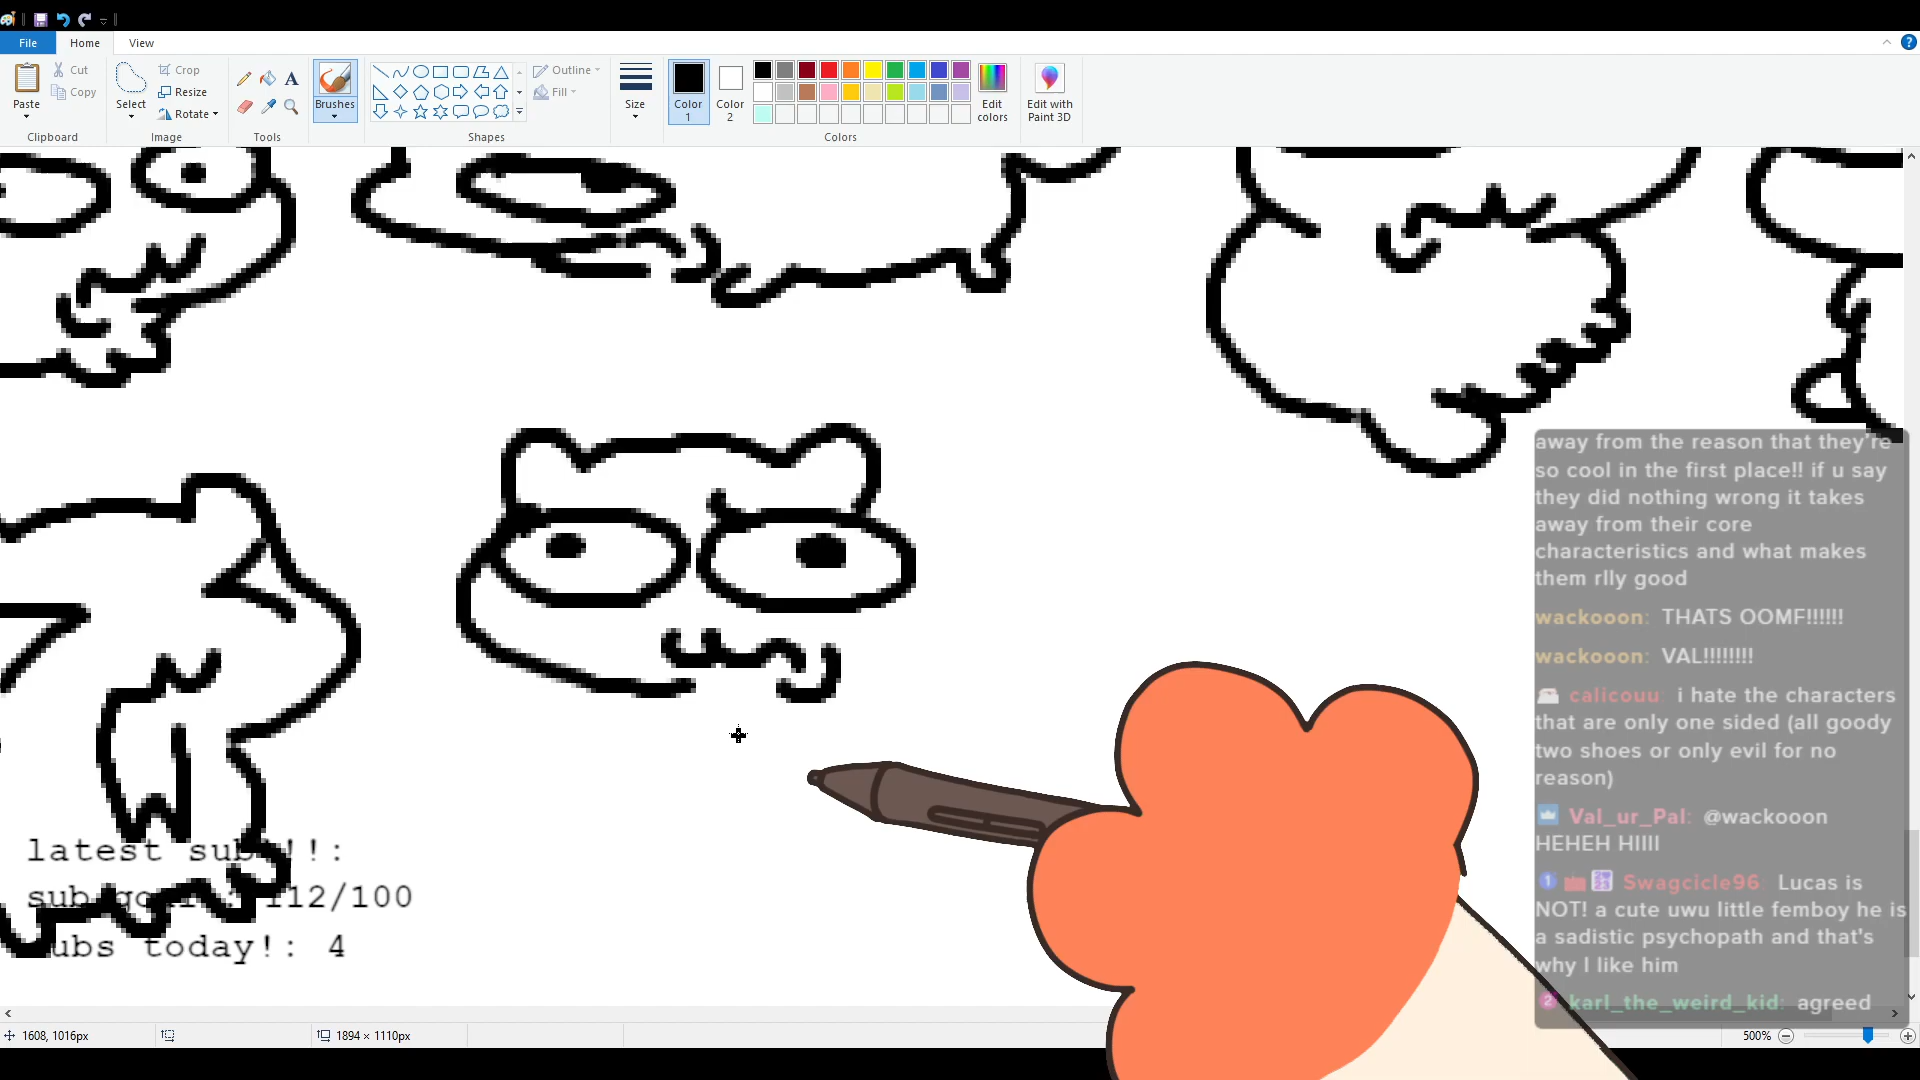 File Home View
Paste
Cut
Copy
Clipboard
Select
Crop
Resize
Rotate
Image
Tools
Brushes
Shapes
Outline
Fill
Size
Color 1
Color 2
Edit colors
Edit with Paint 3D
Colors
away from the reason that they're
so cool in the first place!! if u say
they did nothing wrong it takes
away from their core
characteristics and what makes
them rlly good
wackooon: THATS OOMF!!!!!!
wackooon: VAL!!!!!!!!
calicouu: i hate the characters
that are only one sided (all goody
two shoes or only evil for no
reason)
Val_ur_Pal: @wackooon
HEHEH HIIII
Swagcicle96: Lucas is
NOT! a cute uwu little femboy he is
a sadistic psychopath and that's
why I like him
karl_the_weird_kid: agreed
latest sub!!:
sub 112/100
subs today!: 4
1608, 1016px
1894 × 1110px
500%